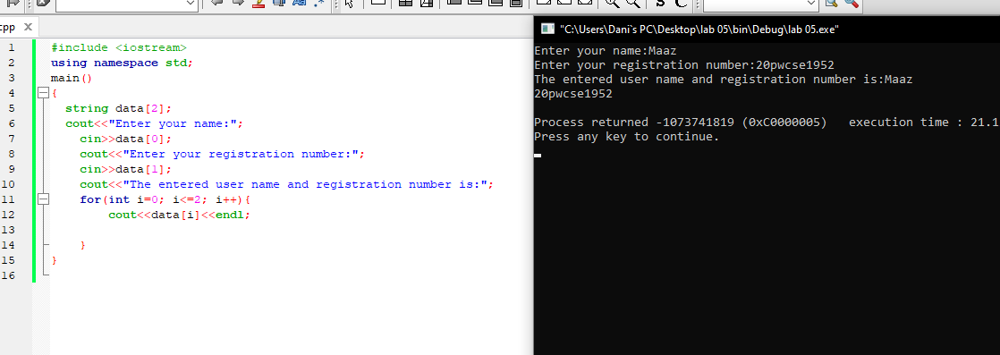 cpp X
1 #include <iostream>
2 using namespace std;
3 main()
4 {
5 string data[2];
6 cout<<"Enter your name:";
7 cin>>data[0];
8 cout<<"Enter your registration number:";
9 cin>>data[1];
10 cout<<"The entered user name and registration number is:";
11 for(int i=0; i<=2; i++){
12 cout<<data[i]<<endl;
13
14 }
15 }
16
"C:\Users\Dani`s PC\Desktop\lab 05\bin\Debug\lab 05.exe"
Enter your name:Maaz
Enter your registration number:20pwcse1952
The entered user name and registration number is:Maaz
20pwcse1952
Process returned -1073741819 (0xC0000005) execution time : 21.1
Press any key to continue.